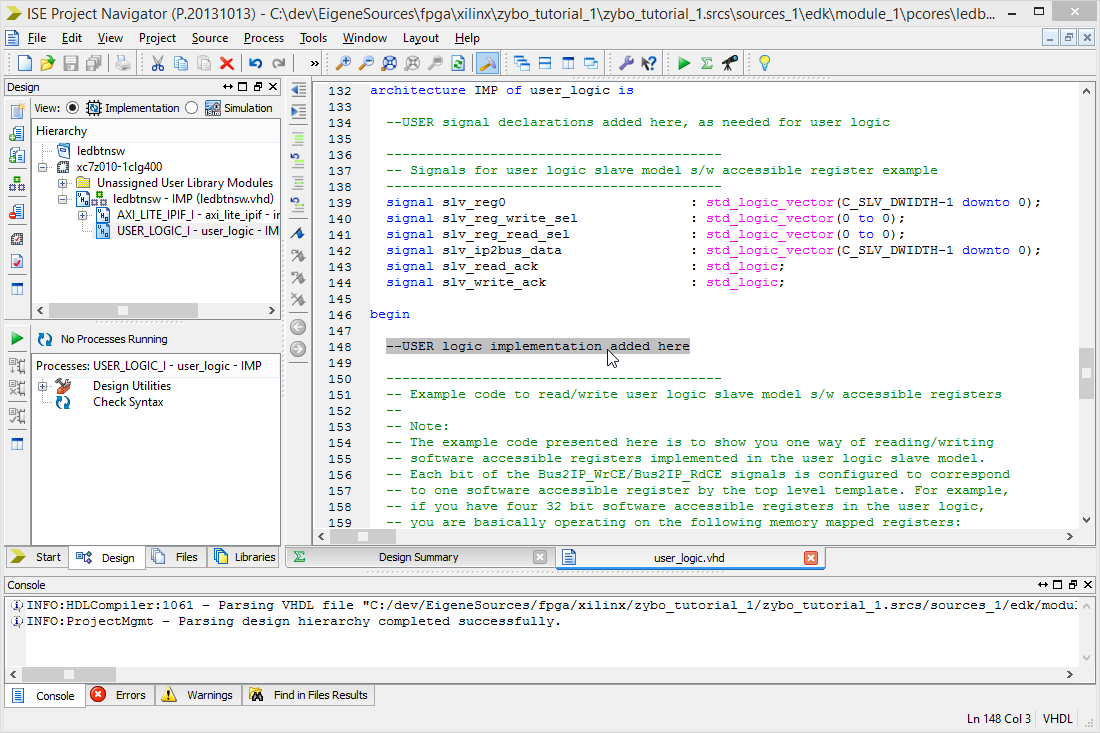 ISE Project Navigator (P.20131013) - C:\dev\EigeneSources\fpga\xilinx\zybo_tutorial_1\zybo_tutorial_1.srcs\sources_1\edk\module_1\pcores\ledb...
File Edit View Project Source Process Tools Window Layout Help
»
Design
View: Implementation Simulation
Hierarchy
ledbtnsw
xc7z010-1clg400
Unassigned User Library Modules
ledbtnsw - IMP (ledbtnsw.vhd)
AXI_LITE_IPIF_I - axi_lite_ipif - ir
USER_LOGIC_I - user_logic - IM
No Processes Running
Processes: USER_LOGIC_I - user_logic - IMP
Design Utilities
Check Syntax
Start Design Files Libraries
132 architecture IMP of user_logic is
133
134 --USER signal declarations added here, as needed for user logic
135
136 ------------------------------------------
137 -- Signals for user logic slave model s/w accessible register example
138 ------------------------------------------
139 signal slv_reg0 : std_logic_vector(C_SLV_DWIDTH-1 downto 0);
140 signal slv_reg_write_sel : std_logic_vector(0 to 0);
141 signal slv_reg_read_sel : std_logic_vector(0 to 0);
142 signal slv_ip2bus_data : std_logic_vector(C_SLV_DWIDTH-1 downto 0);
143 signal slv_read_ack : std_logic;
144 signal slv_write_ack : std_logic;
145
146 begin
147
148 --USER logic implementation added here
149
150 ------------------------------------------
151 -- Example code to read/write user logic slave model s/w accessible registers
152 --
153 -- Note:
154 -- The example code presented here is to show you one way of reading/writing
155 -- software accessible registers implemented in the user logic slave model.
156 -- Each bit of the Bus2IP_WrCE/Bus2IP_RdCE signals is configured to correspond
157 -- to one software accessible register by the top level template. For example,
158 -- if you have four 32 bit software accessible registers in the user logic,
159 -- you are basically operating on the following memory mapped registers:
Design Summary user_logic.vhd
Console
INFO:HDLCompiler:1061 - Parsing VHDL file "C:/dev/EigeneSources/fpga/xilinx/zybo_tutorial_1/zybo_tutorial_1.srcs/sources_1/edk/modul
INFO:ProjectMgmt - Parsing design hierarchy completed successfully.
Console Errors Warnings Find in Files Results
Ln 148 Col 3 VHDL